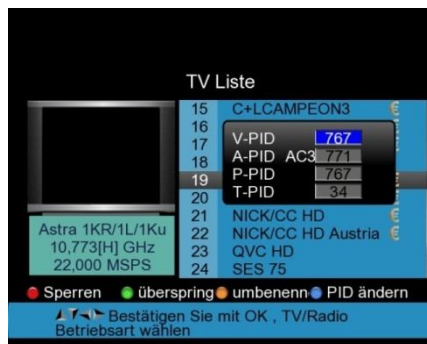 TV Liste
15 C+LCAMPEON3 €
16
17
18
19
20
V-PID 767
A-PID AC3 771
P-PID 767
T-PID 34
21 NICK/CC HD
22 NICK/CC HD Austria €
23 QVC HD
24 SES 75
Astra 1KR/1L/1Ku
10,773[H] GHz
22,000 MSPS
Sperren überspring umbenenn PID ändern
Bestätigen Sie mit OK , TV/Radio
Betriebsart wählen